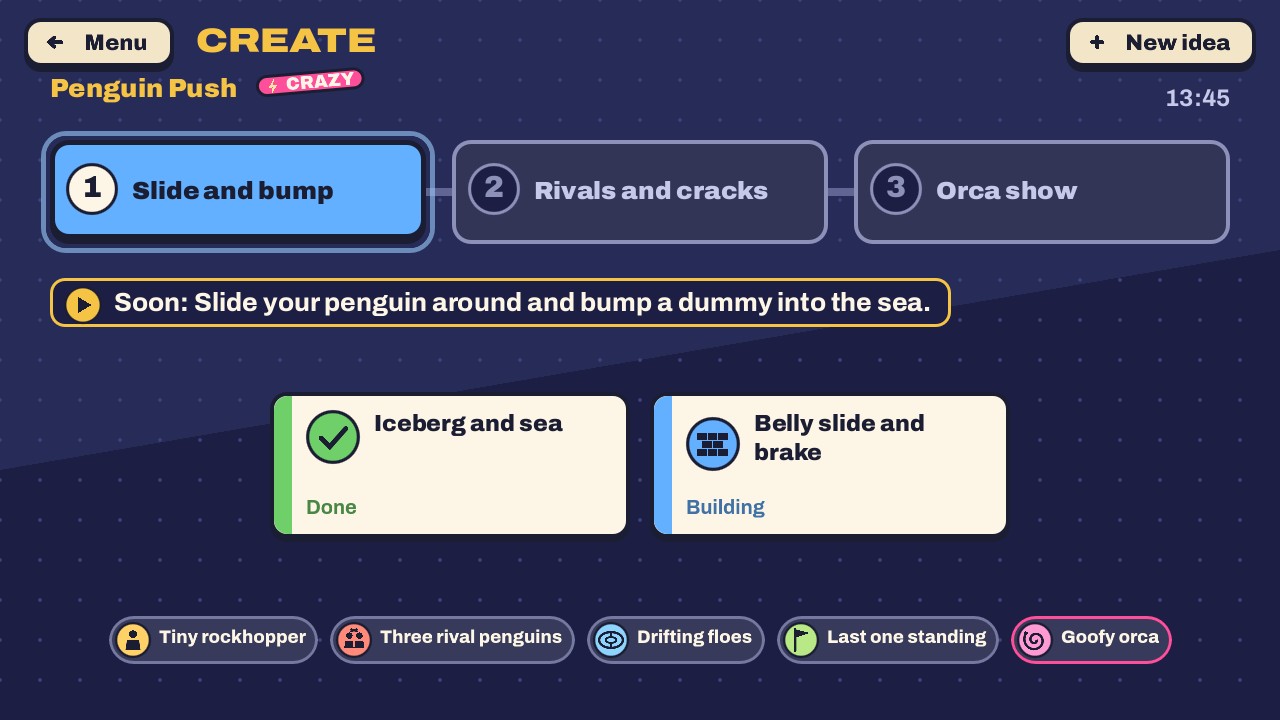 Menu
CREATE
New idea
Penguin Push
CRAZY
13:45
1
Slide and bump
2
Rivals and cracks
3
Orca show
Soon: Slide your penguin around and bump a dummy into the sea.
Iceberg and sea
Done
Belly slide and
brake
Building
Tiny rockhopper
Three rival penguins
Drifting floes
Last one standing
Goofy orca